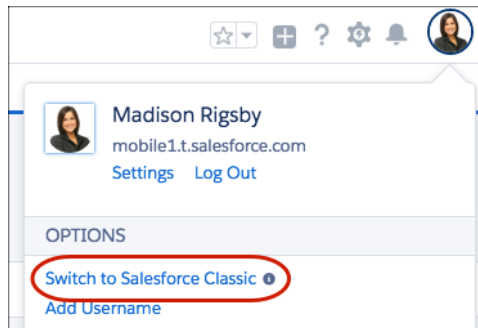 Madison Rigsby
mobile1.t.salesforce.com
Settings Log Out
OPTIONS
Switch to Salesforce Classic
Add Username